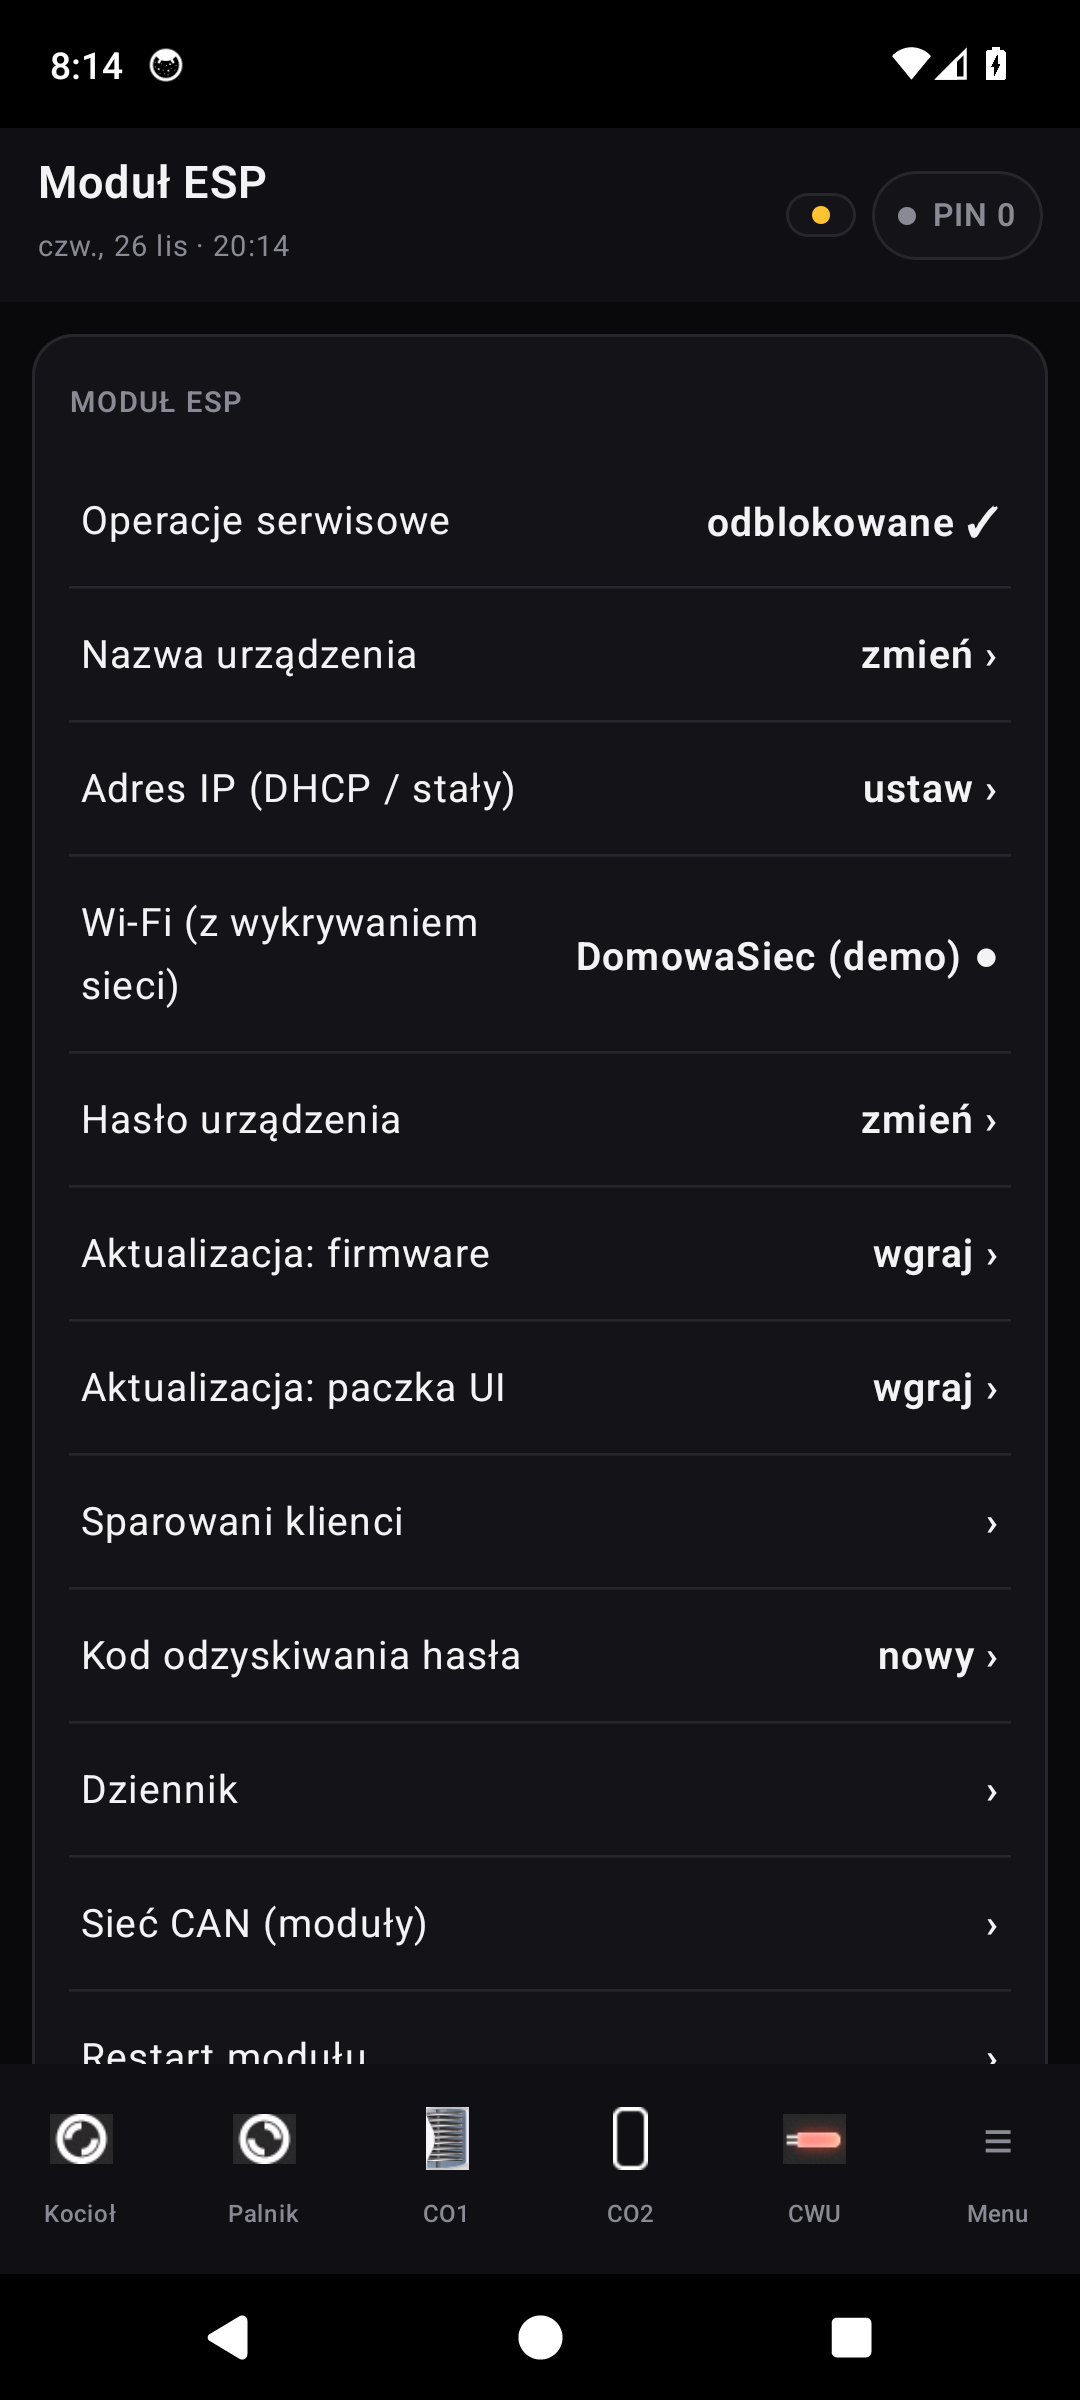 8:14
Moduł ESP
czw., 26 lis · 20:14
PIN 0
MODUŁ ESP
Operacje serwisowe odblokowane ✓
Nazwa urządzenia zmień ›
Adres IP (DHCP / stały) ustaw ›
Wi-Fi (z wykrywaniem
sieci) DomowaSiec (demo) ●
Hasło urządzenia zmień ›
Aktualizacja: firmware wgraj ›
Aktualizacja: paczka UI wgraj ›
Sparowani klienci ›
Kod odzyskiwania hasła nowy ›
Dziennik ›
Sieć CAN (moduły) ›
Restart modułu ›
Kocioł Palnik CO1 CO2 CWU Menu